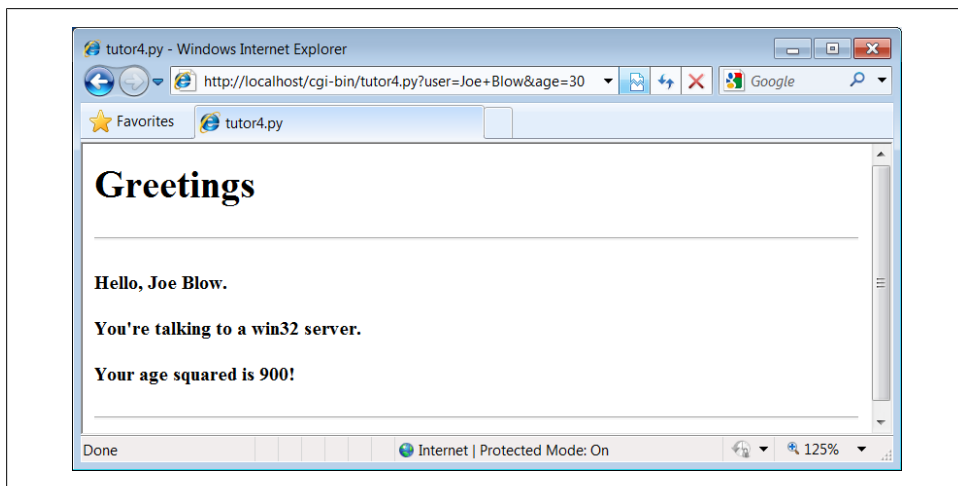 tutor4.py - Windows Internet Explorer
http://localhost/cgi-bin/tutor4.py?user=Joe+Blow&age=30
Google
Favorites
tutor4.py
Greetings
Hello, Joe Blow.
You're talking to a win32 server.
Your age squared is 900!
Done
Internet | Protected Mode: On
125%